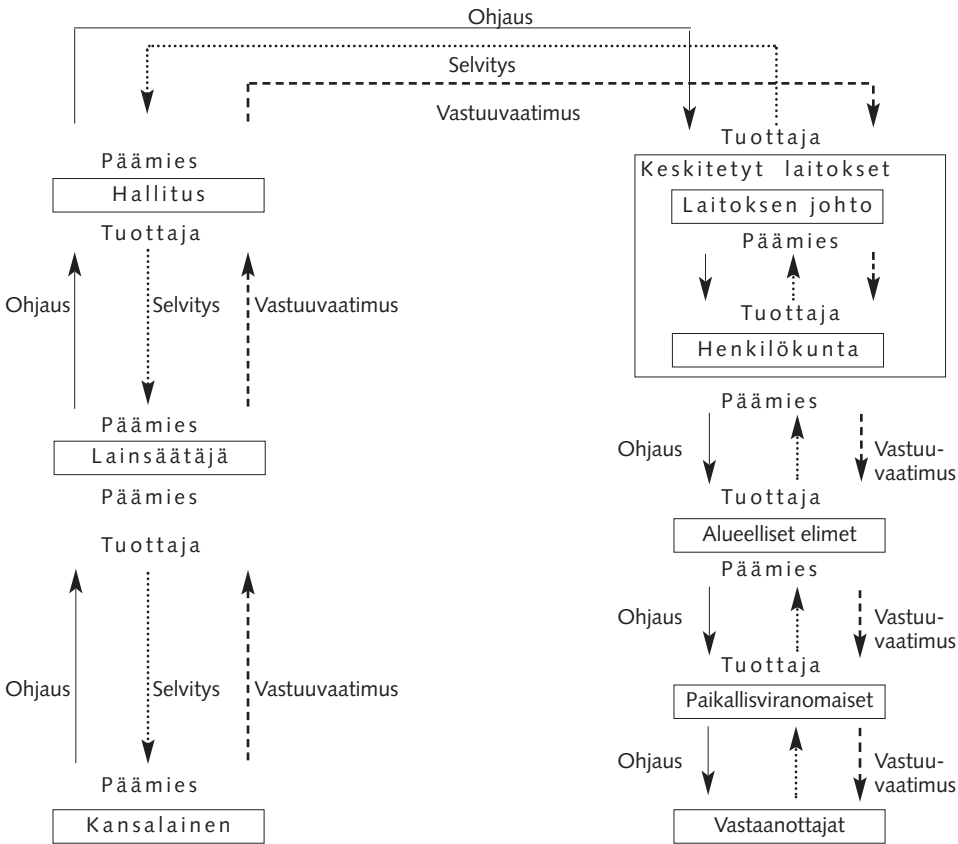 Ohjaus
Selvitys
Vastuuvaatimus
Päämies
Hallitus
Tuottaja
Ohjaus
Selvitys
Vastuuvaatimus
Päämies
Lainsäätäjä
Päämies
Tuottaja
Ohjaus
Selvitys
Vastuuvaatimus
Päämies
Kansalainen
Tuottaja
Keskitetyt laitokset
Laitoksen johto
Päämies
Tuottaja
Henkilökunta
Päämies
Ohjaus
Vastuu-
vaatimus
Tuottaja
Alueelliset elimet
Päämies
Ohjaus
Vastuu-
vaatimus
Tuottaja
Paikallisviranomaiset
Ohjaus
Vastuu-
vaatimus
Vastaanottajat